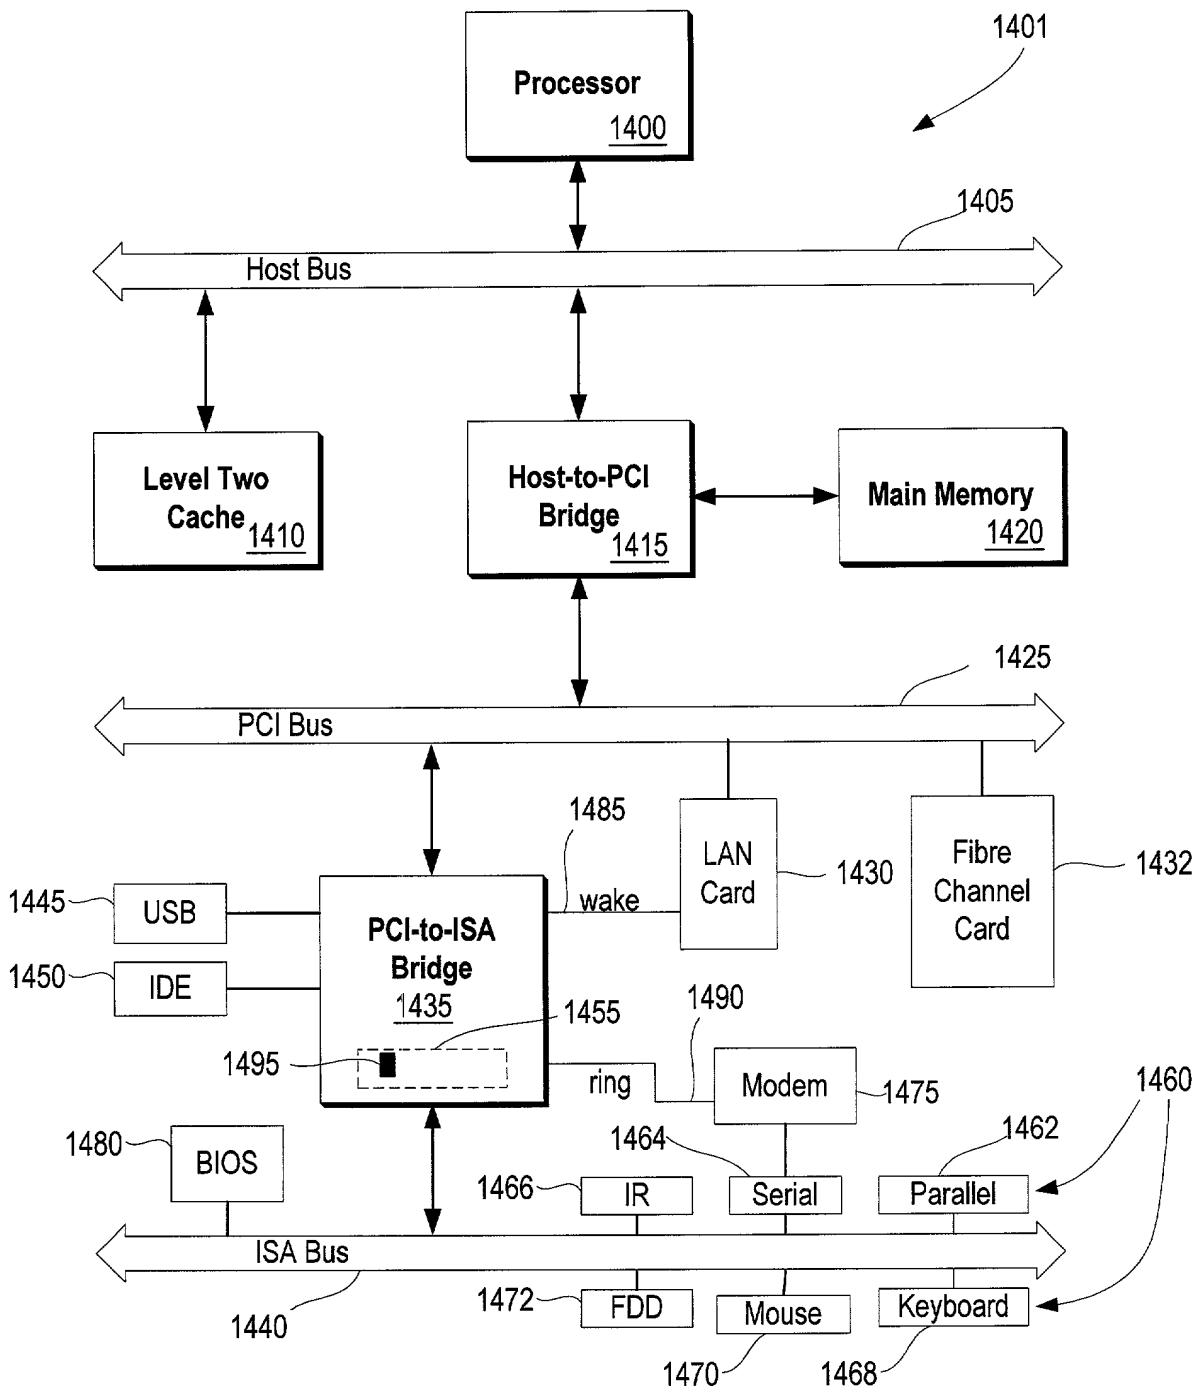 1401
Processor
1400
1405
Host Bus
Level Two
Cache
1410
Host-to-PCI
Bridge
1415
Main Memory
1420
1425
PCI Bus
1485
wake
LAN
Card
1430
Fibre
Channel
Card
1432
1445
USB
1450
IDE
PCI-to-ISA
Bridge
1435
1455
1495
1490
ring
Modem
1475
1460
1480
BIOS
1464
1462
1466
IR
Serial
Parallel
ISA Bus
1440
1472
FDD
Mouse
Keyboard
1470
1468